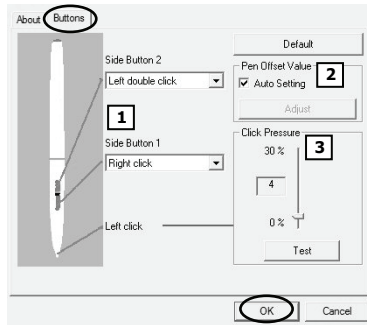 About
Buttons
Default
Side Button 2
Left double click
Pen Offset Value
2
Auto Setting
Adjust
1
Side Button 1
Right click
Click Pressure
3
30 %
4
0 %
Left click
Test
OK
Cancel